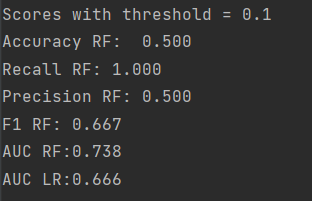 Scores with threshold = 0.1
Accuracy RF:  0.500
Recall RF: 1.000
Precision RF: 0.500
F1 RF: 0.667
AUC RF:0.738
AUC LR:0.666